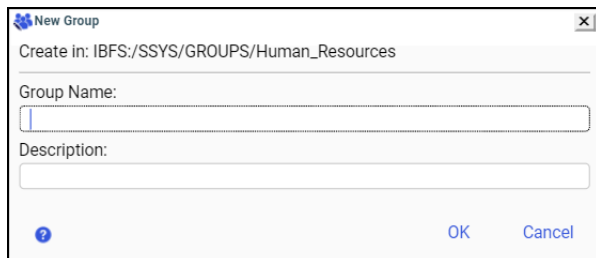 New Group
Create in: IBFS:/SSYS/GROUPS/Human_Resources
Group Name:
Description:
OK Cancel